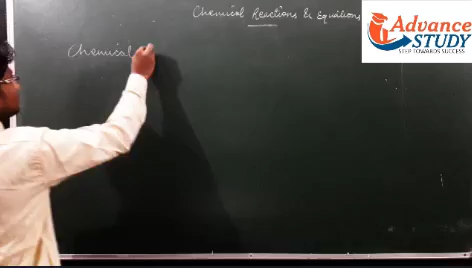 Chemical Reactions & Equations
Chemical
Advance
STUDY
STEP TOWARDS SUCCESS